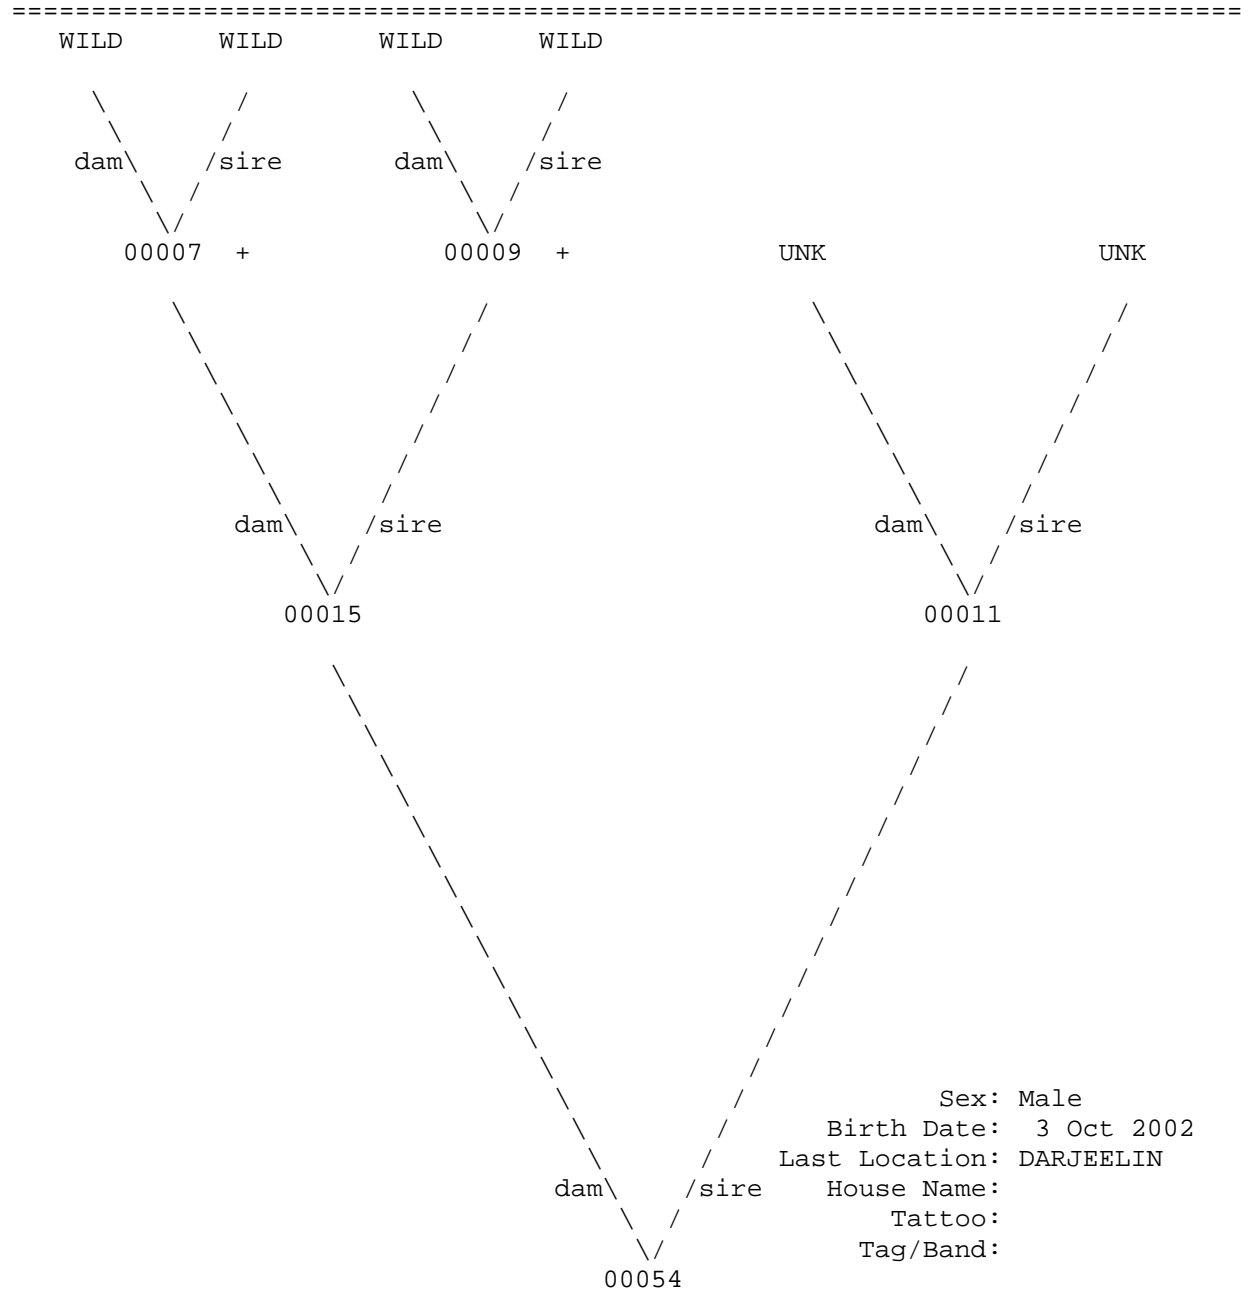 WILD WILD WILD WILD
dam sire dam sire
00007 + 00009 + UNK UNK
dam sire dam sire
00015 00011
Sex: Male
Birth Date: 3 Oct 2002
Last Location: DARJEELIN
dam sire House Name:
Tattoo:
Tag/Band:
00054